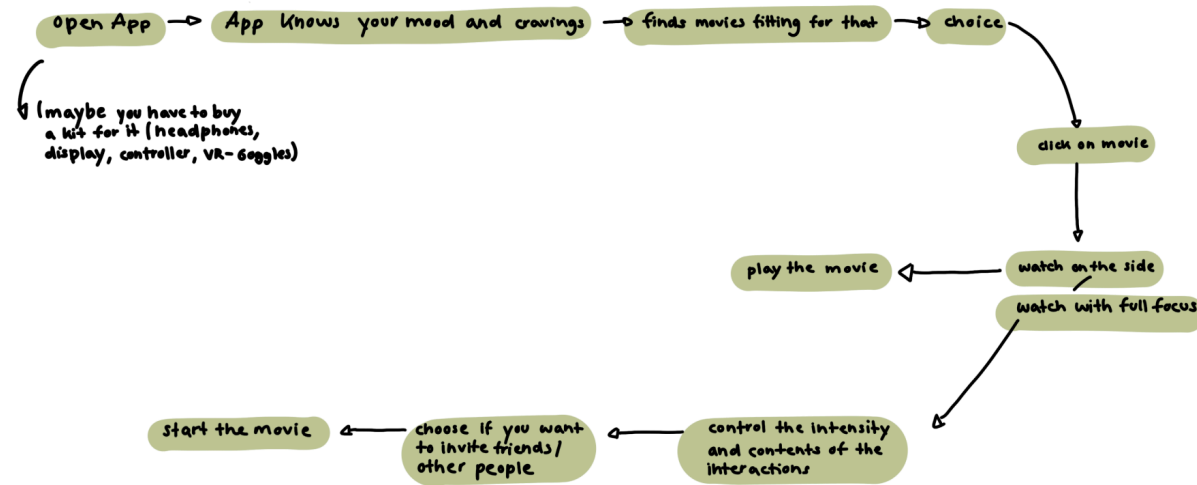 open App
App knows your mood and cravings
finds movies fitting for that
choice
(maybe you have to buy
a kit for it (headphones,
display, controller, VR-Goggles)
click on movie
play the movie
watch on the side
/
watch with full focus
start the movie
choose if you want
to invite friends/
other people
control the intensity
and contents of the
interactions